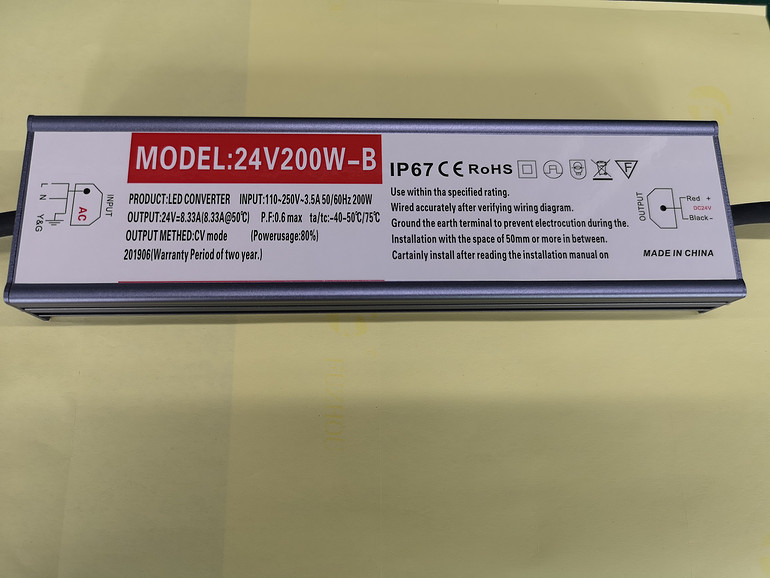 MODEL:24V200W-B
PRODUCT:LED CONVERTER INPUT:110~250V~3.5A 50/60Hz 200W
OUTPUT:24V=8.33A(8.33A@50℃) P.F:0.6 max ta/tc:-40-50℃/75℃
OUTPUT METHED:CV mode (Powerusage:80%)
201906(Warranty Period of two year.)
L
N
Y&G
AC
INPUT
IP67 CE RoHS
F
Use within tha specified rating.
Wired accurately after verifying wiring diagram.
Ground the earth terminal to prevent electrocution during the.
Installation with the space of 50mm or more in between.
Cartainly install after reading the installation manual on
OUTPUT
Red +
DC24V
Black -
MADE IN CHINA